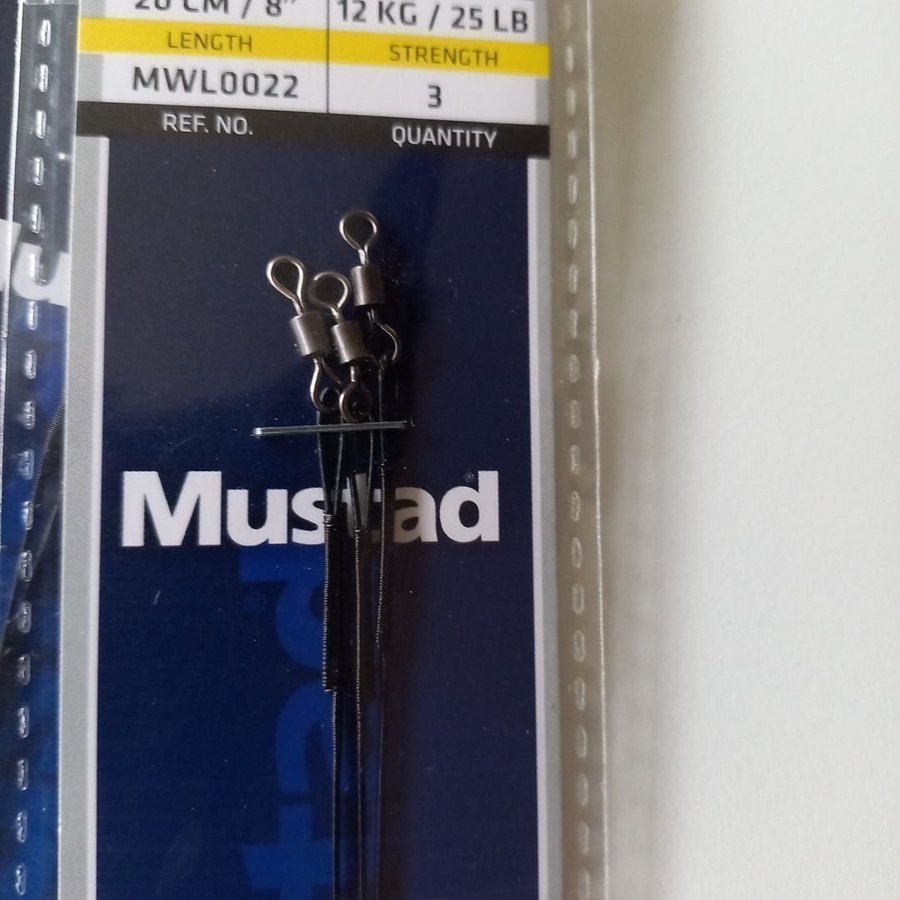 20 CM / 8" 12 KG / 25 LB
LENGTH STRENGTH
MWL0022 3
REF. NO. QUANTITY
Mustad